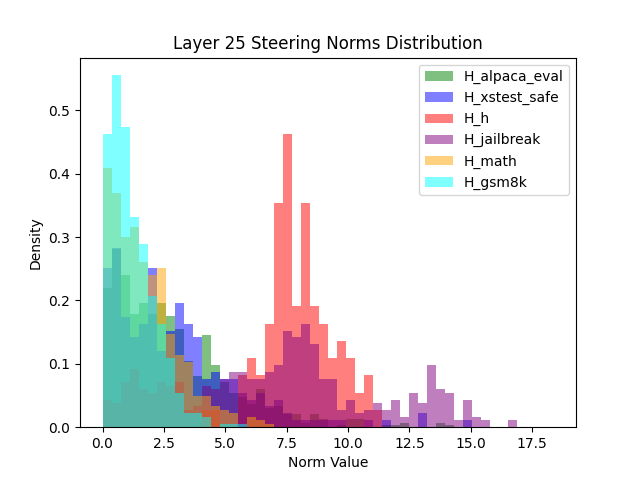 Layer 25 Steering Norms Distribution
H_alpaca_eval
H_xstest_safe
H_h
H_jailbreak
H_math
H_gsm8k
Density
0.5
0.4
0.3
0.2
0.1
0.0
0.0 2.5 5.0 7.5 10.0 12.5 15.0 17.5
Norm Value